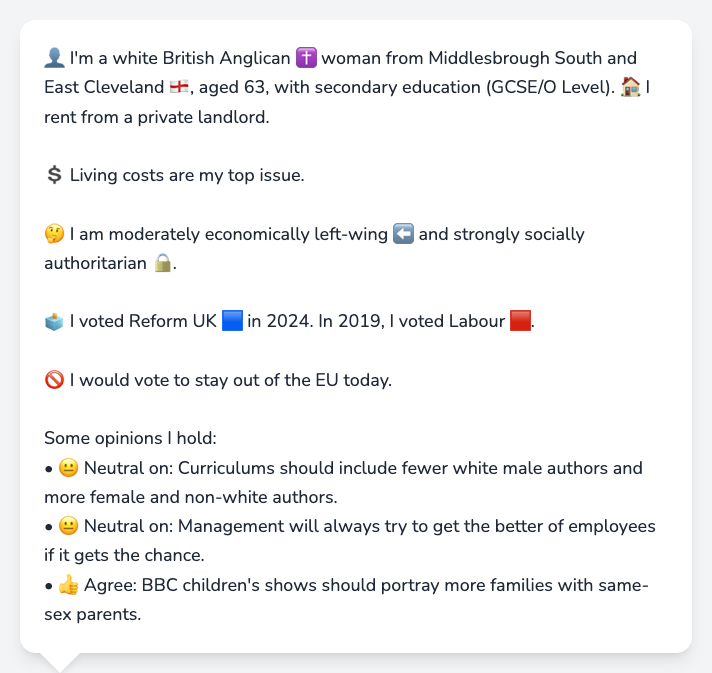 👤 I'm a white British Anglican ✝️ woman from Middlesbrough South and
East Cleveland 🏴󠁧󠁢󠁥󠁮󠁧󠁿, aged 63, with secondary education (GCSE/O Level). 🏠 I
rent from a private landlord.
💲 Living costs are my top issue.
🤔 I am moderately economically left-wing ⬅️ and strongly socially
authoritarian 🔒.
🗳️ I voted Reform UK 🟦 in 2024. In 2019, I voted Labour 🟥.
🚫 I would vote to stay out of the EU today.
Some opinions I hold:
• 😐 Neutral on: Curriculums should include fewer white male authors and
more female and non-white authors.
• 😐 Neutral on: Management will always try to get the better of employees
if it gets the chance.
• 👍 Agree: BBC children's shows should portray more families with same-
sex parents.